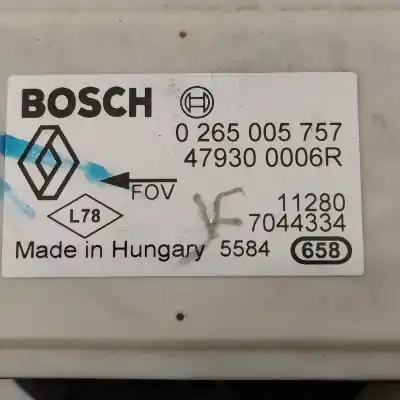 BOSCH
0 265 005 757
47930 0006R
FOV
L78
11280
7044334
Made in Hungary 5584 658